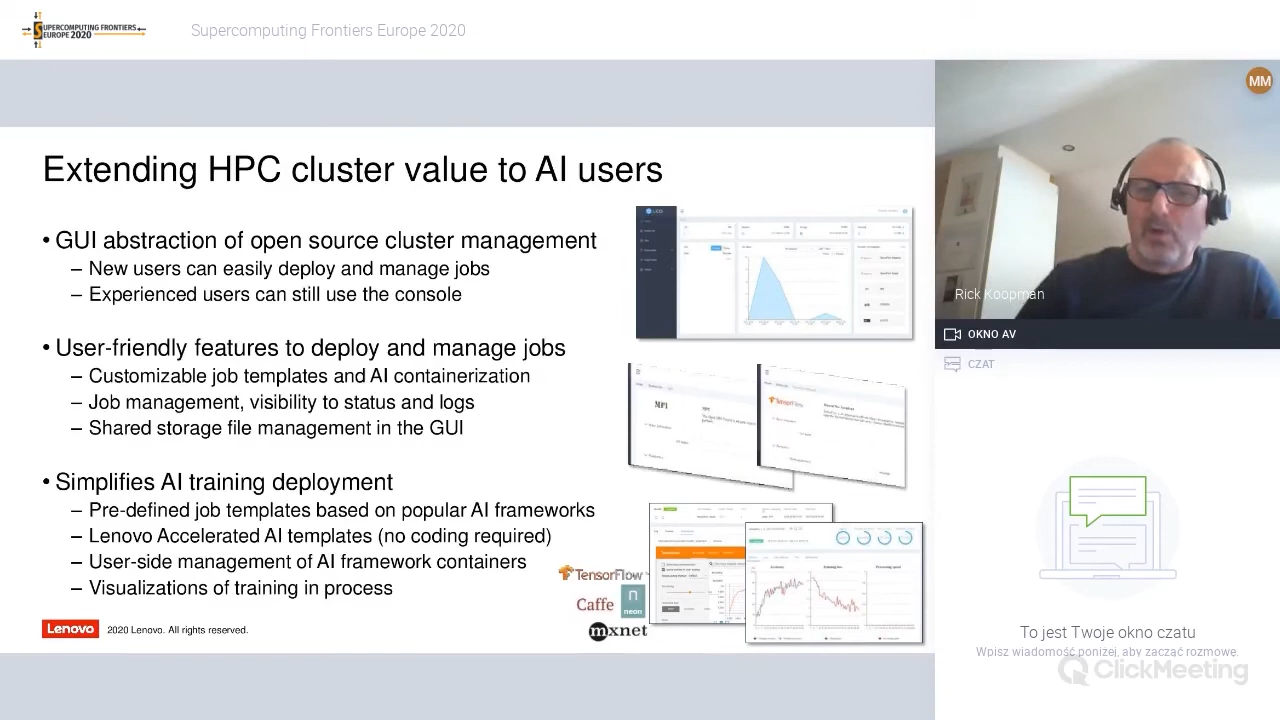 SUPERCOMPUTING FRONTIERS
EUROPE 2020
Supercomputing Frontiers Europe 2020
MM
Extending HPC cluster value to AI users
• GUI abstraction of open source cluster management
– New users can easily deploy and manage jobs
– Experienced users can still use the console
• User-friendly features to deploy and manage jobs
– Customizable job templates and AI containerization
– Job management, visibility to status and logs
– Shared storage file management in the GUI
• Simplifies AI training deployment
– Pre-defined job templates based on popular AI frameworks
– Lenovo Accelerated AI templates (no coding required)
– User-side management of AI framework containers
– Visualizations of training in process
MPI
TensorFlow
TensorFlow
Caffe
n
neon
mxnet
Lenovo
2020 Lenovo. All rights reserved.
Rick Koopman
OKNO AV
CZAT
To jest Twoje okno czatu
Wpisz wiadomość poniżej, aby zacząć rozmowę.
ClickMeeting